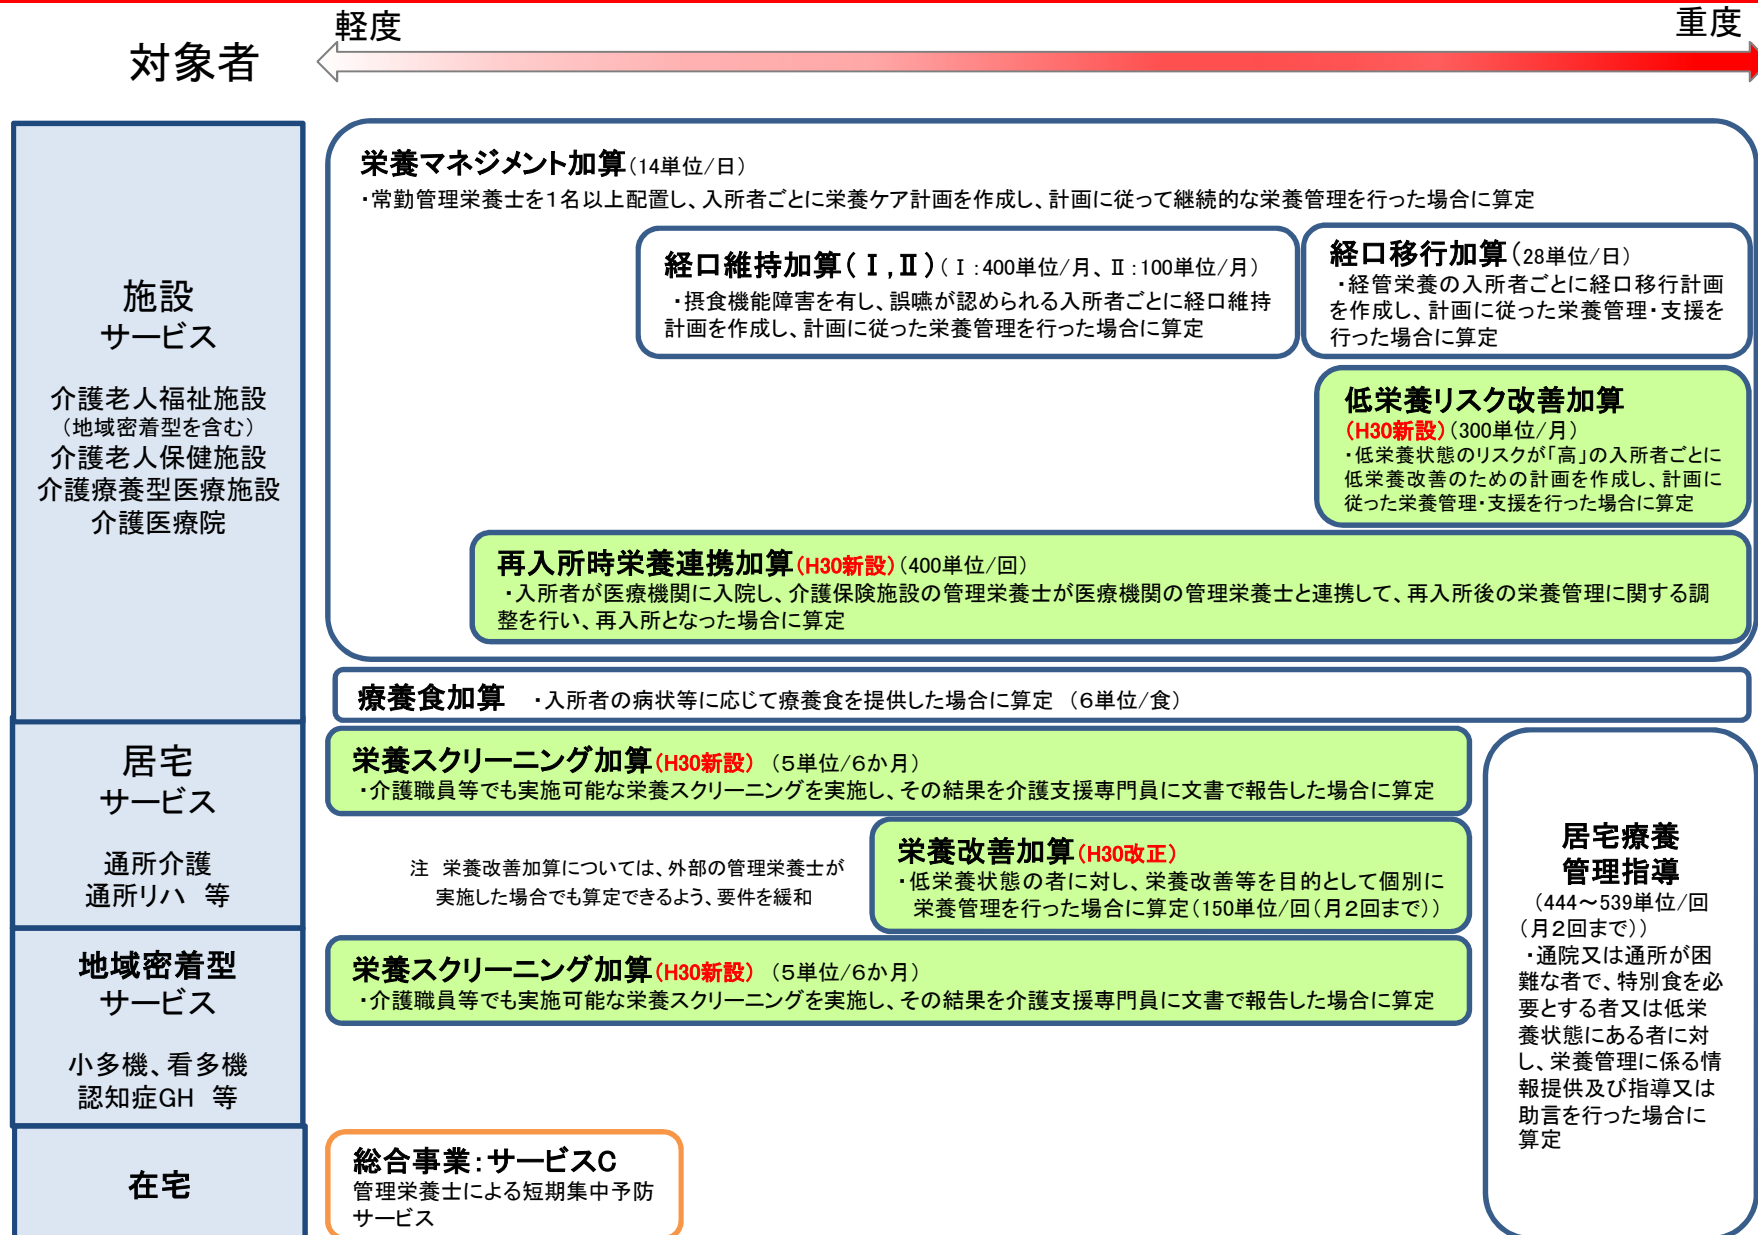 軽度
重度
対象者
施設
サービス
介護老人福祉施設
（地域密着型を含む）
介護老人保健施設
介護療養型医療施設
介護医療院
栄養マネジメント加算（14単位/日）
・常勤管理栄養士を1名以上配置し、入所者ごとに栄養ケア計画を作成し、計画に従って継続的な栄養管理を行った場合に算定
経口維持加算（Ⅰ,Ⅱ）（Ⅰ:400単位/月、Ⅱ:100単位/月）
・摂食機能障害を有し、誤嚥が認められる入所者ごとに経口維持
計画を作成し、計画に従った栄養管理を行った場合に算定
経口移行加算（28単位/日）
・経管栄養の入所者ごとに経口移行計画
を作成し、計画に従った栄養管理・支援を
行った場合に算定
低栄養リスク改善加算
（H30新設）（300単位/月）
・低栄養状態のリスクが「高」の入所者ごとに
低栄養改善のための計画を作成し、計画に
従った栄養管理・支援を行った場合に算定
再入所時栄養連携加算（H30新設）（400単位/回）
・入所者が医療機関に入院し、介護保険施設の管理栄養士が医療機関の管理栄養士と連携して、再入所後の栄養管理に関する調
整を行い、再入所となった場合に算定
療養食加算　・入所者の病状等に応じて療養食を提供した場合に算定　（6単位/食）
居宅
サービス
通所介護
通所リハ　等
栄養スクリーニング加算（H30新設）　（5単位/6か月）
・介護職員等でも実施可能な栄養スクリーニングを実施し、その結果を介護支援専門員に文書で報告した場合に算定
注　栄養改善加算については、外部の管理栄養士が
実施した場合でも算定できるよう、要件を緩和
栄養改善加算（H30改正）
・低栄養状態の者に対し、栄養改善等を目的として個別に
栄養管理を行った場合に算定（150単位/回（月2回まで））
地域密着型
サービス
小多機、看多機
認知症GH　等
栄養スクリーニング加算（H30新設）　（5単位/6か月）
・介護職員等でも実施可能な栄養スクリーニングを実施し、その結果を介護支援専門員に文書で報告した場合に算定
居宅療養
管理指導
（444～539単位/回
（月2回まで））
・通院又は通所が困
難な者で、特別食を必
要とする者又は低栄
養状態にある者に対
し、栄養管理に係る情
報提供及び指導又は
助言を行った場合に
算定
在宅
総合事業：サービスC
管理栄養士による短期集中予防
サービス